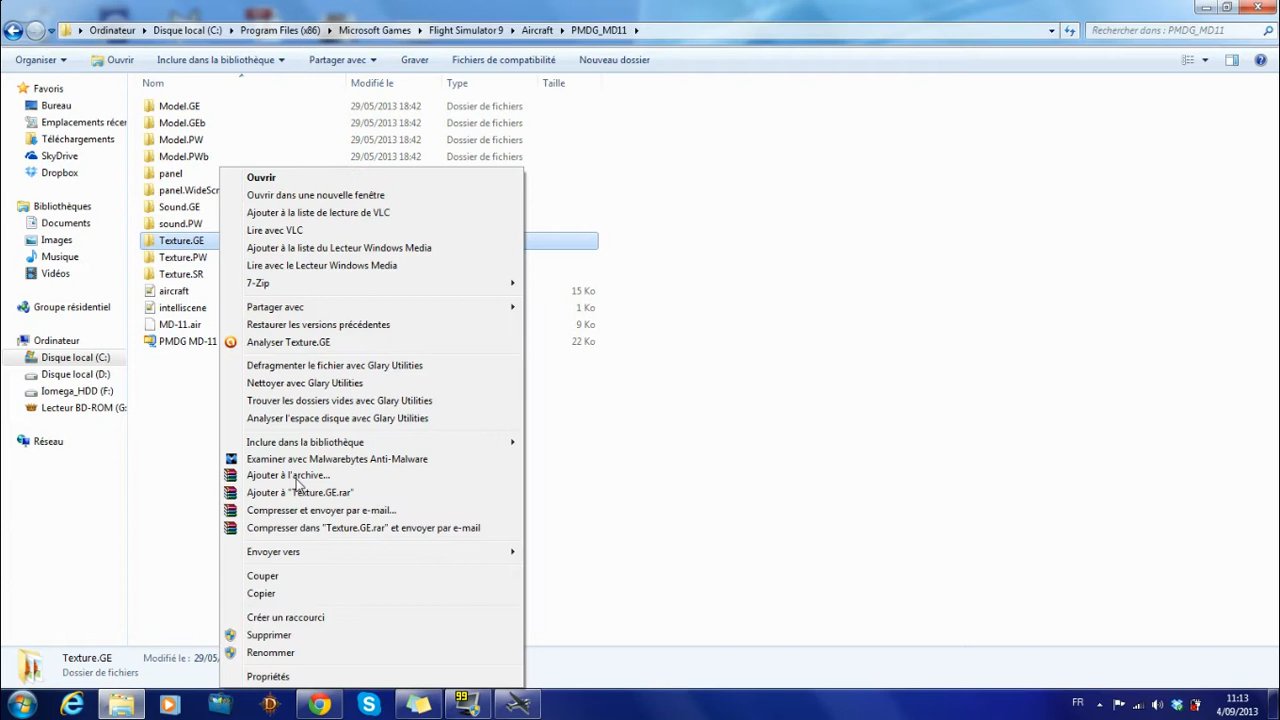 Ordinateur ▸ Disque local (C:) ▸ Program Files (x86) ▸ Microsoft Games ▸ Flight Simulator 9 ▸ Aircraft ▸ PMDG_MD11 ▸
Rechercher dans : PMDG_MD11
Organiser Ouvrir Inclure dans la bibliothèque Partager avec Graver Fichiers de compatibilité Nouveau dossier
Nom Modifié le Type Taille
Favoris
Bureau
Emplacements récen
Téléchargements
SkyDrive
Dropbox
Bibliothèques
Documents
Images
Musique
Vidéos
Groupe résidentiel
Ordinateur
Disque local (C:)
Disque local (D:)
Iomega_HDD (F:)
Lecteur BD-ROM (G:
Réseau
Model.GE 29/05/2013 18:42 Dossier de fichiers
Model.GEb 29/05/2013 18:42 Dossier de fichiers
Model.PW 29/05/2013 18:42 Dossier de fichiers
Model.PWb 29/05/2013 18:42 Dossier de fichiers
panel
panel.WideScr
Sound.GE
sound.PW
Texture.GE
Texture.PW
Texture.SR
aircraft 15 Ko
intelliscene 1 Ko
MD-11.air 9 Ko
PMDG MD-11 22 Ko
Ouvrir
Ouvrir dans une nouvelle fenêtre
Ajouter à la liste de lecture de VLC
Lire avec VLC
Ajouter à la liste du Lecteur Windows Media
Lire avec le Lecteur Windows Media
7-Zip
Partager avec
Restaurer les versions précédentes
Analyser Texture.GE
Defragmenter le fichier avec Glary Utilities
Nettoyer avec Glary Utilities
Trouver les dossiers vides avec Glary Utilities
Analyser l'espace disque avec Glary Utilities
Inclure dans la bibliothèque
Examiner avec Malwarebytes Anti-Malware
Ajouter à l'archive...
Ajouter à "Texture.GE.rar"
Compresser et envoyer par e-mail...
Compresser dans "Texture.GE.rar" et envoyer par e-mail
Envoyer vers
Couper
Copier
Créer un raccourci
Supprimer
Renommer
Propriétés
Texture.GE Modifié le : 29/05
Dossier de fichiers
99
FR
11:13
4/09/2013